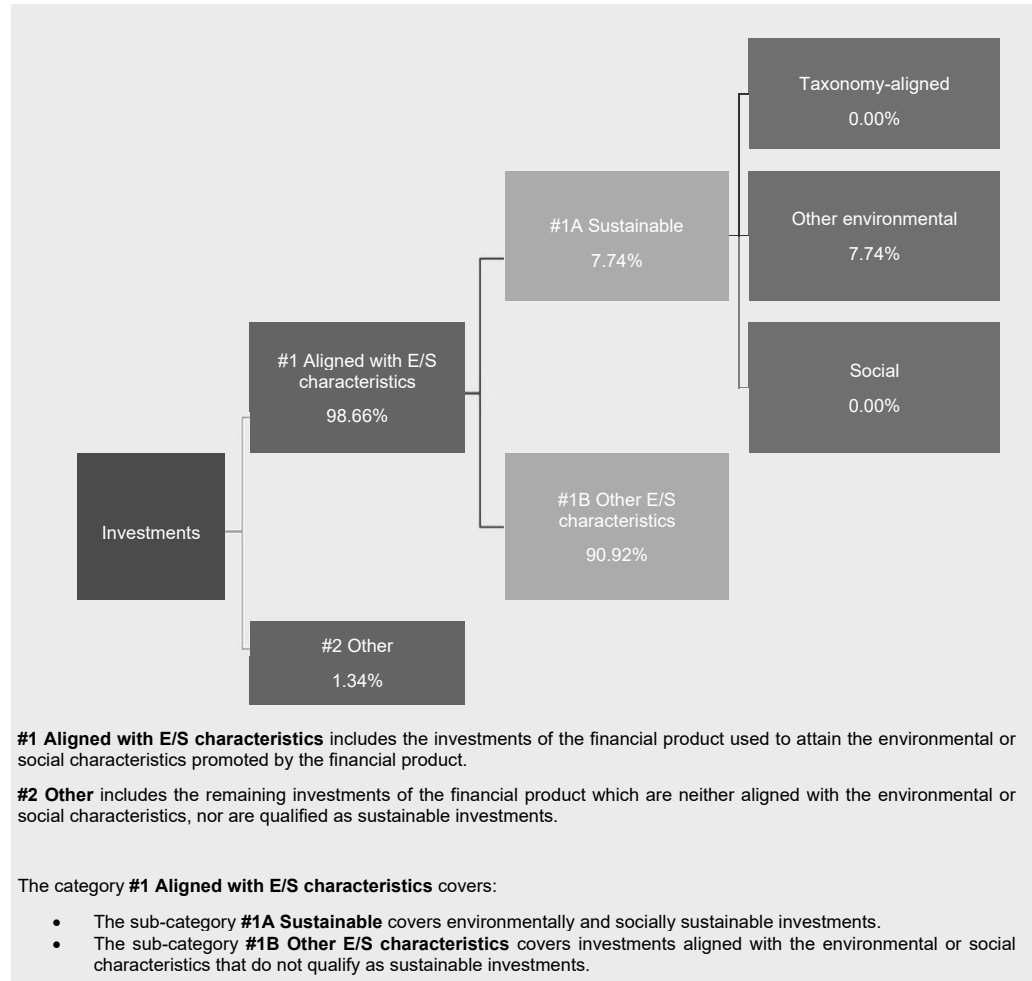 Taxonomy-aligned
0.00%
#1A Sustainable
7.74%
Other environmental
7.74%
#1 Aligned with E/S
characteristics
98.66%
Social
0.00%
Investments
#1B Other E/S
characteristics
90.92%
#2 Other
1.34%
#1 Aligned with E/S characteristics includes the investments of the financial product used to attain the environmental or
social characteristics promoted by the financial product.
#2 Other includes the remaining investments of the financial product which are neither aligned with the environmental or
social characteristics, nor are qualified as sustainable investments.
The category #1 Aligned with E/S characteristics covers:
• The sub-category #1A Sustainable covers environmentally and socially sustainable investments.
• The sub-category #1B Other E/S characteristics covers investments aligned with the environmental or social
characteristics that do not qualify as sustainable investments.